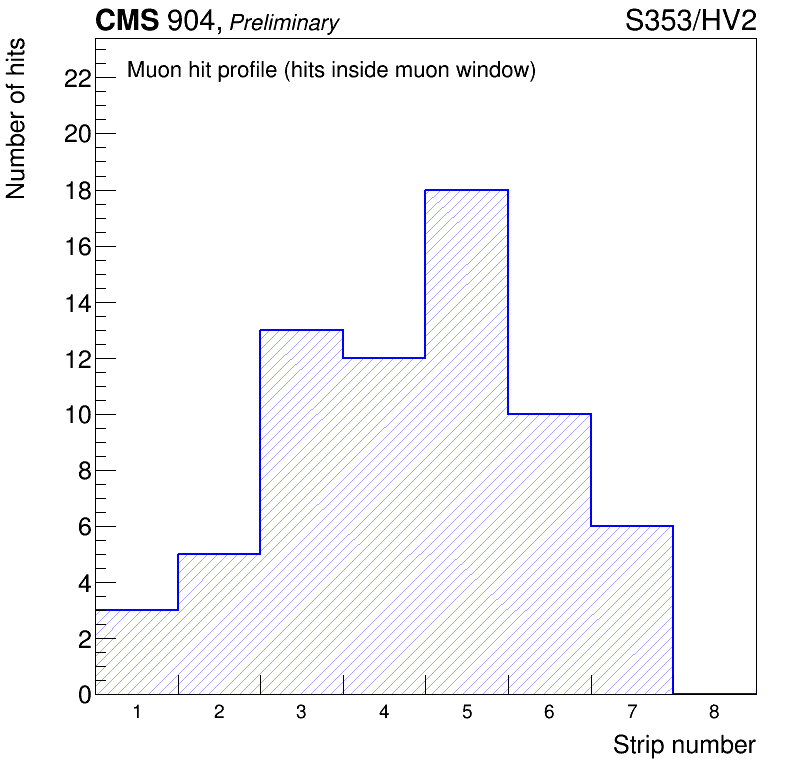 CMS 904, Preliminary S353/HV2
Number of hits
Muon hit profile (hits inside muon window)
22
20
18
16
14
12
10
8
6
4
2
0
1 2 3 4 5 6 7 8
Strip number